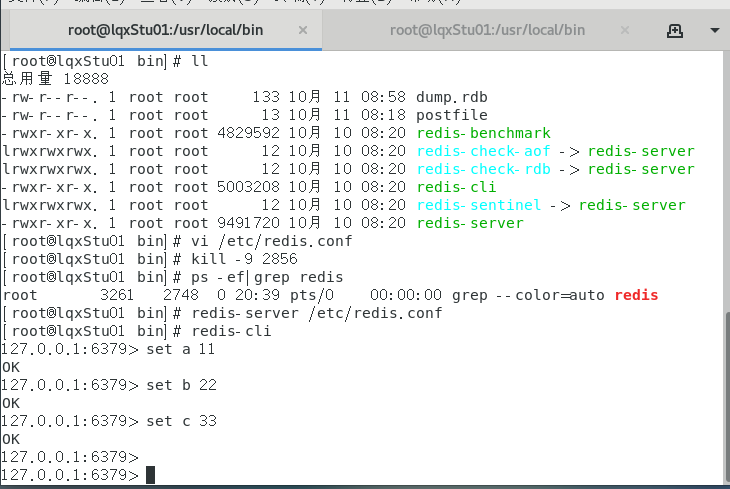 root@lqxStu01:/usr/local/bin
root@lqxStu01:/usr/local/bin
[root@lqxStu01 bin]# ll
总用量 18888
-rw-r--r--. 1 root root     133 10月 11 08:58 dump.rdb
-rw-r--r--. 1 root root      13 10月 11 08:18 postfile
-rwxr-xr-x. 1 root root 4829592 10月 10 08:20 redis-benchmark
lrwxrwxrwx. 1 root root      12 10月 10 08:20 redis-check-aof -> redis-server
lrwxrwxrwx. 1 root root      12 10月 10 08:20 redis-check-rdb -> redis-server
-rwxr-xr-x. 1 root root 5003208 10月 10 08:20 redis-cli
lrwxrwxrwx. 1 root root      12 10月 10 08:20 redis-sentinel -> redis-server
-rwxr-xr-x. 1 root root 9491720 10月 10 08:20 redis-server
[root@lqxStu01 bin]# vi /etc/redis.conf
[root@lqxStu01 bin]# kill -9 2856
[root@lqxStu01 bin]# ps -ef|grep redis
root       3261   2748  0 20:39 pts/0    00:00:00 grep --color=auto redis
[root@lqxStu01 bin]# redis-server /etc/redis.conf
[root@lqxStu01 bin]# redis-cli
127.0.0.1:6379> set a 11
OK
127.0.0.1:6379> set b 22
OK
127.0.0.1:6379> set c 33
OK
127.0.0.1:6379>
127.0.0.1:6379>